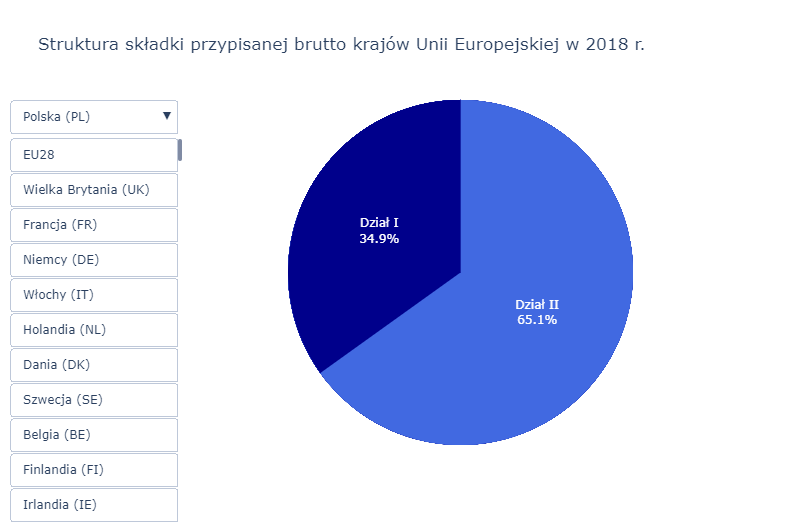 Struktura składki przypisanej brutto krajów Unii Europejskiej w 2018 r.
Polska (PL)
EU28
Wielka Brytania (UK)
Francja (FR)
Niemcy (DE)
Włochy (IT)
Holandia (NL)
Dania (DK)
Szwecja (SE)
Belgia (BE)
Finlandia (FI)
Irlandia (IE)
Dział I
34.9%
Dział II
65.1%